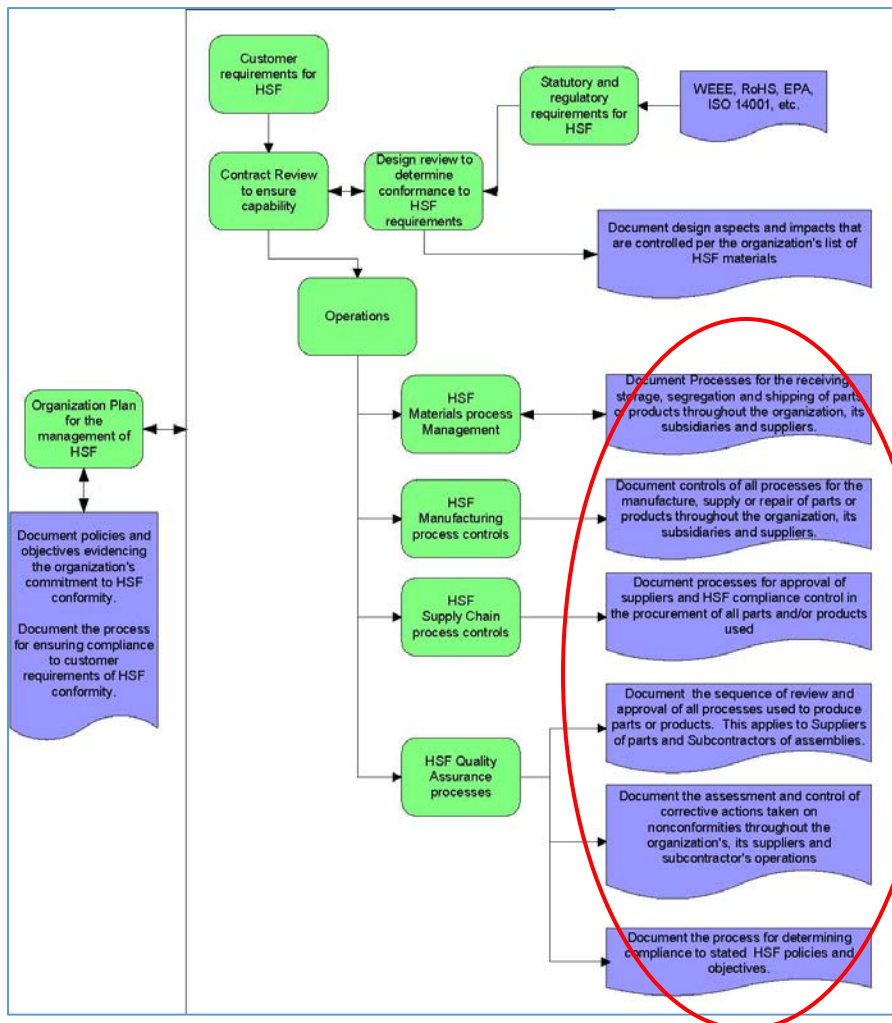 Customer
requirements for
HSF
Statutory and
regulatory
requirements for
HSF
WEEE, RoHS, EPA,
ISO 14001, etc.
Contract Review
to ensure
capability
Design review to
determine
conformance to
HSF
requirements
Document design aspects and impacts that
are controlled per the organization's list of
HSF materials
Operations
Organization Plan
for the
management of
HSF
HSF
Materials process
Management
Document Processes for the receiving,
storage, segregation and shipping of parts
or products throughout the organization, its
subsidiaries and suppliers.
Document policies and
objectives evidencing
the organization's
commitment to HSF
conformity.
Document the process
for ensuring compliance
to customer
requirements of HSF
conformity.
HSF
Manufacturing
process controls
Document controls of all processes for the
manufacture, supply or repair of parts or
products throughout the organization, its
subsidiaries and suppliers.
HSF
Supply Chain
process controls
Document processes for approval of
suppliers and HSF compliance control in
the procurement of all parts and/or products
used
HSF Quality
Assurance
processes
Document the sequence of review and
approval of all processes used to produce
parts or products. This applies to Suppliers
of parts and Subcontractors of assemblies.
Document the assessment and control of
corrective actions taken on
nonconformities throughout the
organization's, its suppliers and
subcontractor's operations
Document the process for determining
compliance to stated HSF policies and
objectives.